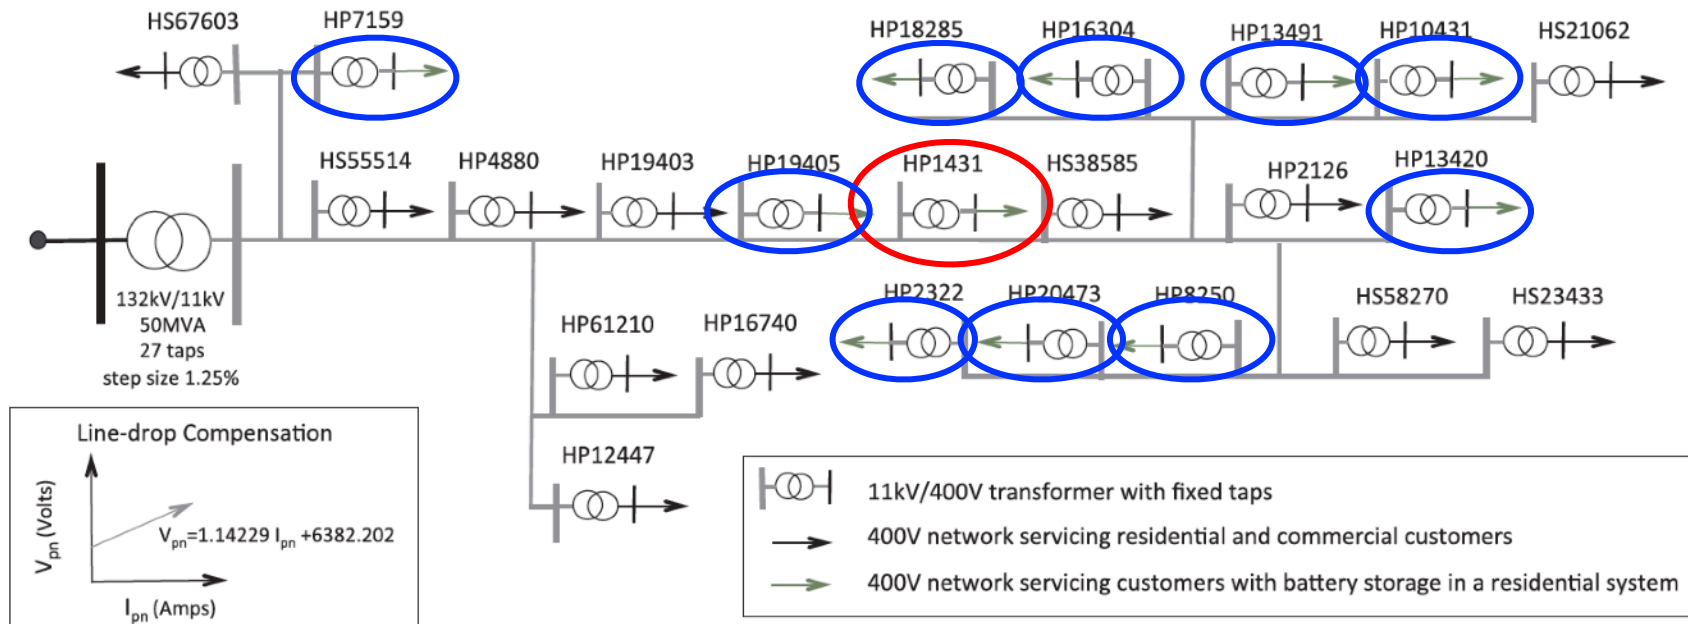 HS67603
HP7159
HP18285
HP16304
HP13491
HP10431
HS21062
HS55514
HP4880
HP19403
HP19405
HP1431
HS38585
HP2126
HP13420
132kV/11kV
50MVA
27 taps
step size 1.25%
HP61210
HP16740
HP2322
HP20473
HP8250
HS58270
HS23433
HP12447
Line-drop Compensation
Vpn (Volts)
Vpn=1.14229 Ipn +6382.202
Ipn (Amps)
11kV/400V transformer with fixed taps
400V network servicing residential and commercial customers
400V network servicing customers with battery storage in a residential system